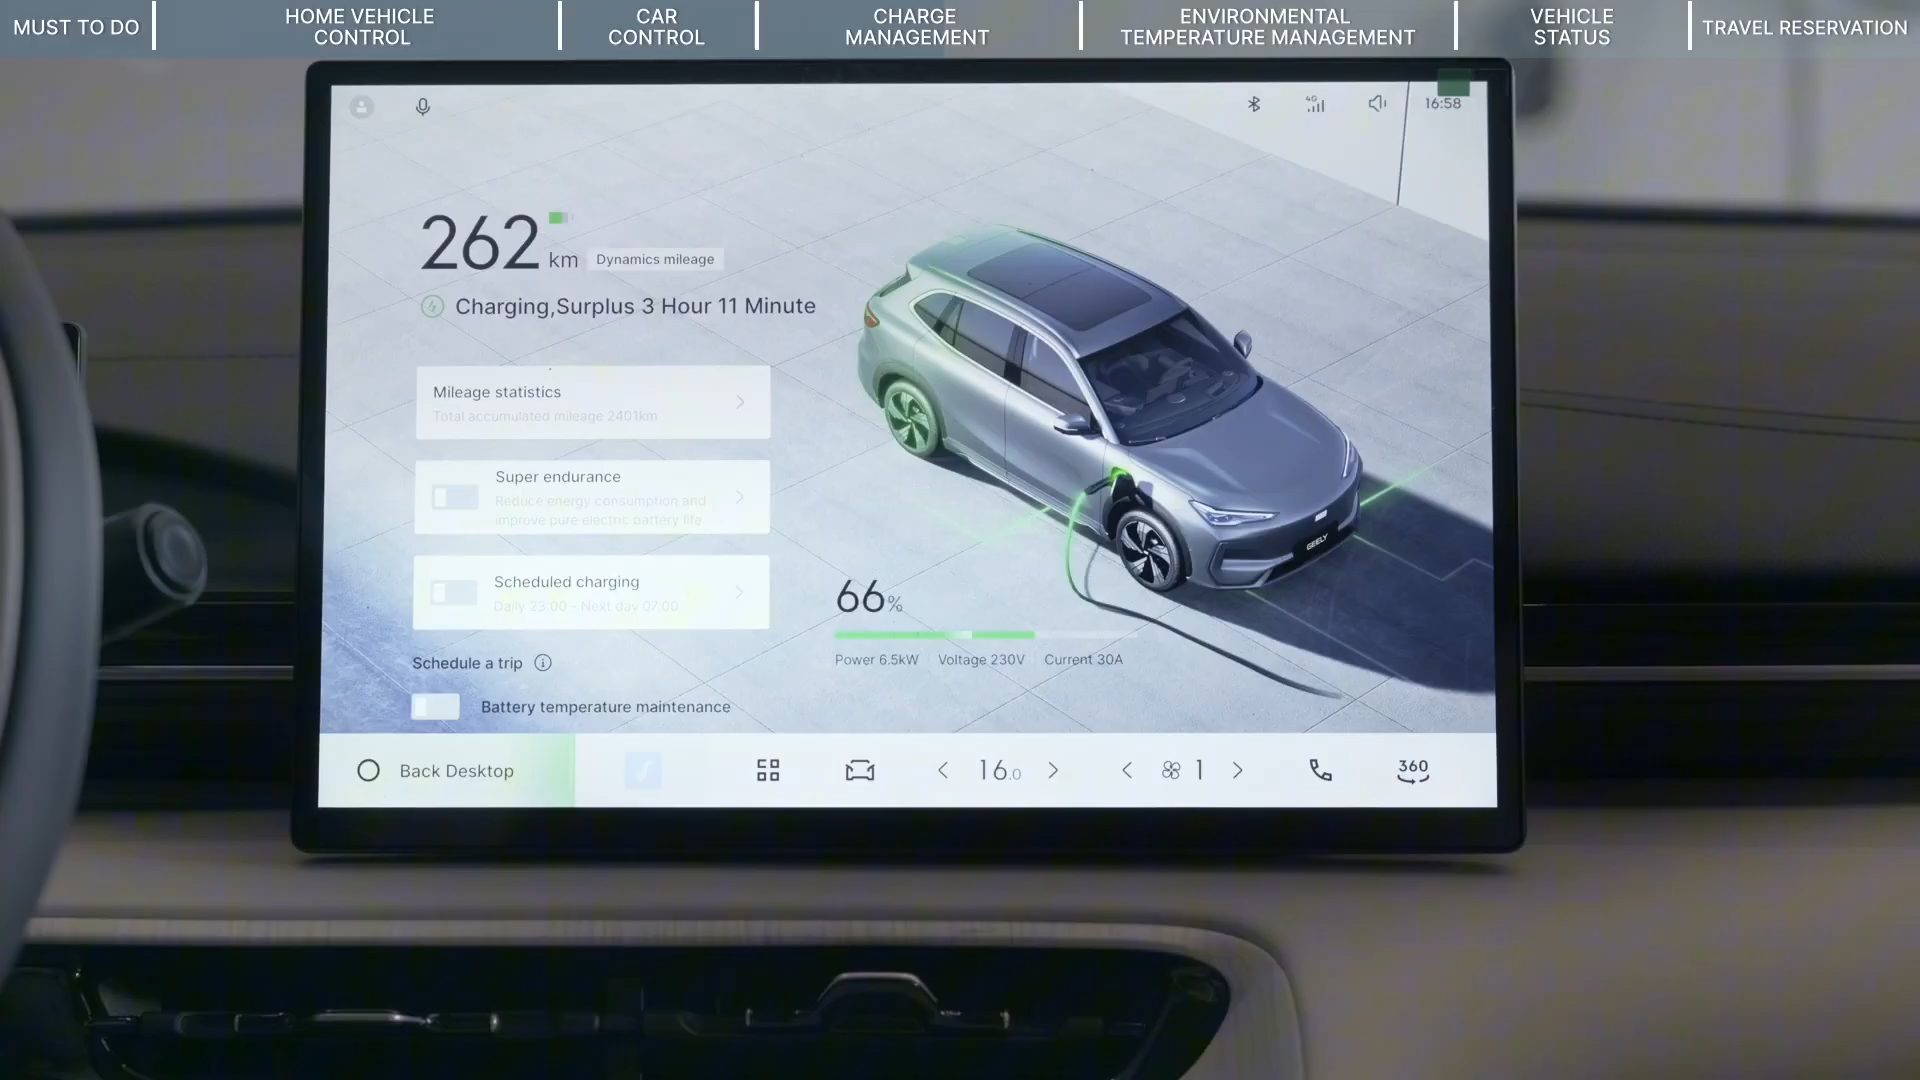 MUST TO DO
HOME VEHICLE
CONTROL
CAR
CONTROL
CHARGE
MANAGEMENT
ENVIRONMENTAL
TEMPERATURE MANAGEMENT
VEHICLE
STATUS
TRAVEL RESERVATION
4G
16:58
262 km
Dynamics mileage
Charging,Surplus 3 Hour 11 Minute
Mileage statistics
Total accumulated mileage 2401km
Super endurance
Reduce energy consumption and
improve pure electric battery life
Scheduled charging
Daily 23:00 - Next day 07:00
Schedule a trip
Battery temperature maintenance
GEELY
66%
Power 6.5kW
Voltage 230V
Current 30A
Back Desktop
16.0
1
360